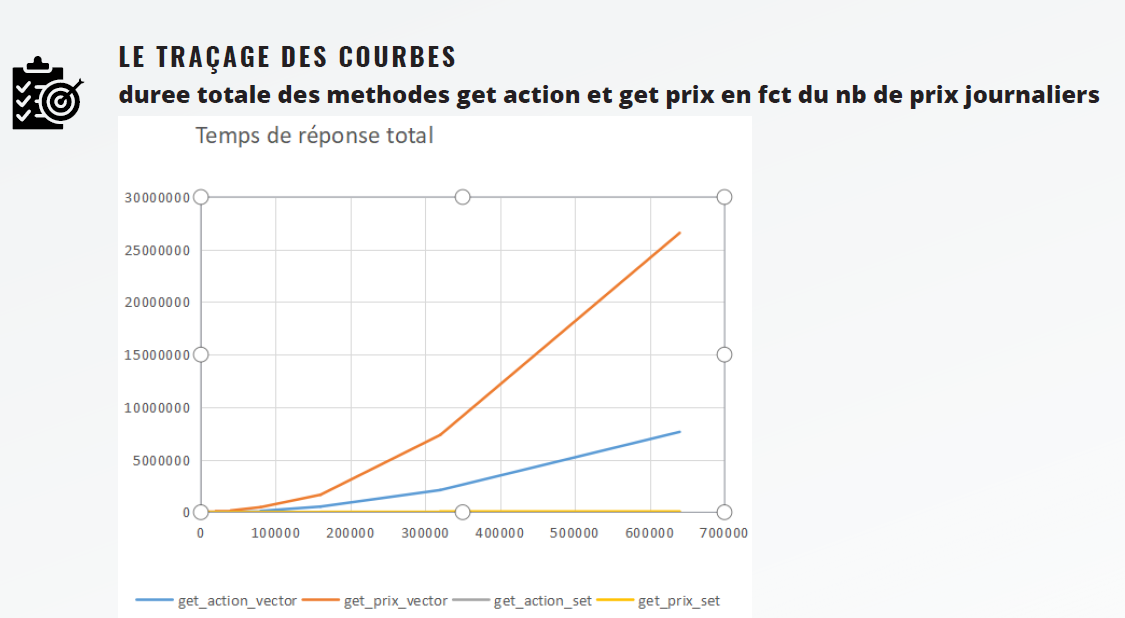 LE TRAÇAGE DES COURBES
duree totale des methodes get action et get prix en fct du nb de prix journaliers
Temps de réponse total
30000000
25000000
20000000
15000000
10000000
5000000
0
0 100000 200000 300000 400000 500000 600000 700000
get_action_vector get_prix_vector get_action_set get_prix_set